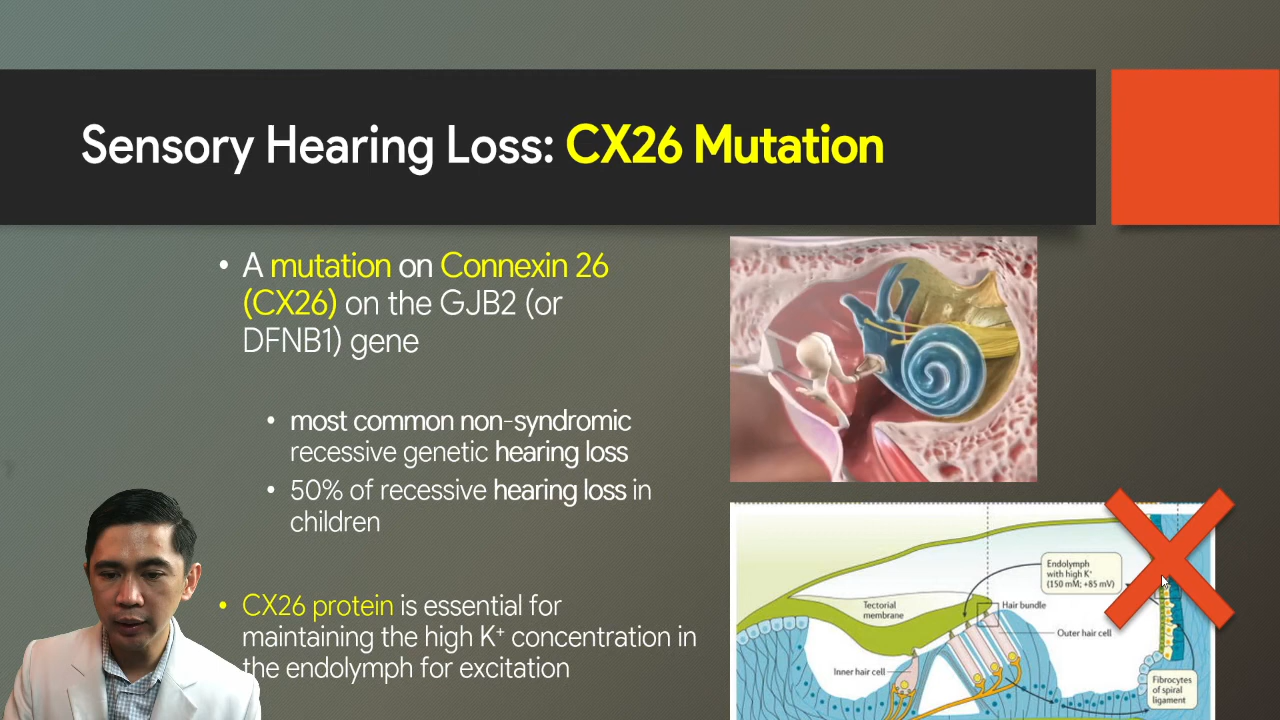 Sensory Hearing Loss: CX26 Mutation
• A mutation on Connexin 26
(CX26) on the GJB2 (or
DFNB1) gene
• most common non-syndromic
recessive genetic hearing loss
• 50% of recessive hearing loss in
children
• CX26 protein is essential for
maintaining the high K⁺ concentration in
the endolymph for excitation
Endolymph
with high K⁺
(150 mM; +85 mV)
Tectorial
membrane
Hair bundle
Outer hair cell
Inner hair cell
Fibrocytes
of spiral
ligament